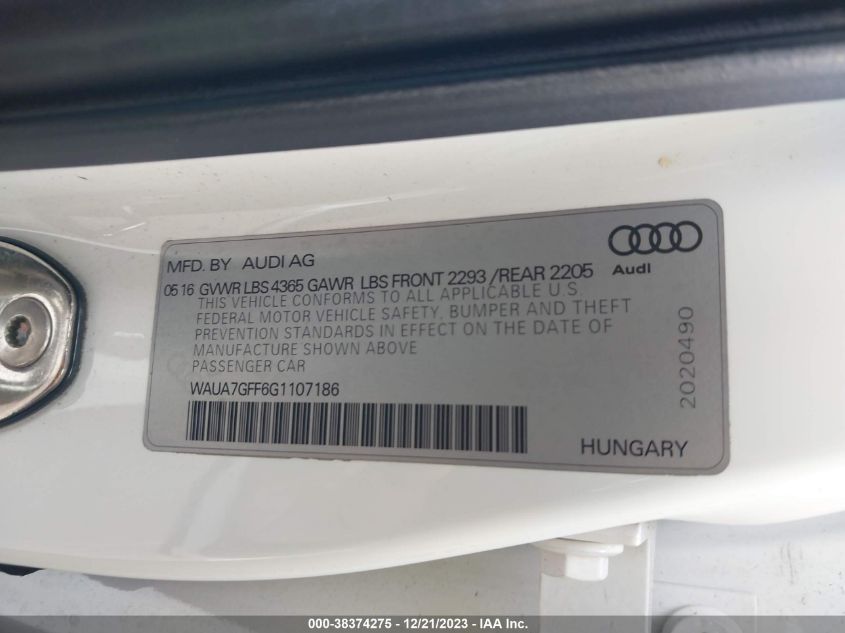 MFD. BY AUDI AG
Audi
05 16 GVWR LBS 4365 GAWR LBS FRONT 2293 /REAR 2205
THIS VEHICLE CONFORMS TO ALL APPLICABLE U.S.
FEDERAL MOTOR VEHICLE SAFETY, BUMPER AND THEFT
PREVENTION STANDARDS IN EFFECT ON THE DATE OF
MANUFACTURE SHOWN ABOVE
PASSENGER CAR
WAUA7GFF6G1107186
HUNGARY
2020490
000-38374275 - 12/21/2023 - IAA Inc.